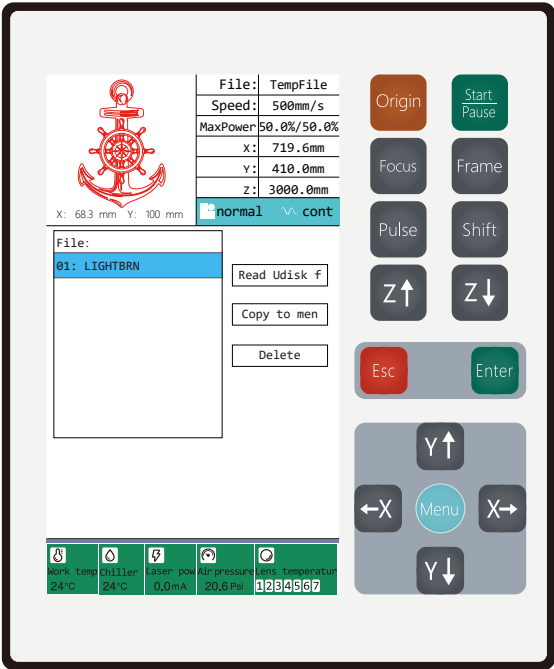 File: TempFile
Speed: 500mm/s
MaxPower 50.0%/50.0%
X: 719.6mm
Y: 410.0mm
Z: 3000.0mm
X: 68.3 mm Y: 100 mm
normal cont
File:
01: LIGHTBRN
Read Udisk f
Copy to men
Delete
Work temp Chiller Laser pow Air pressure Lens temperatur
24°C 24°C 0.0mA 20.6 Psi 1234567
Origin Start
Pause
Focus Frame
Pulse Shift
Z↑ Z↓
Esc Enter
Y↑
←X Menu X→
Y↓